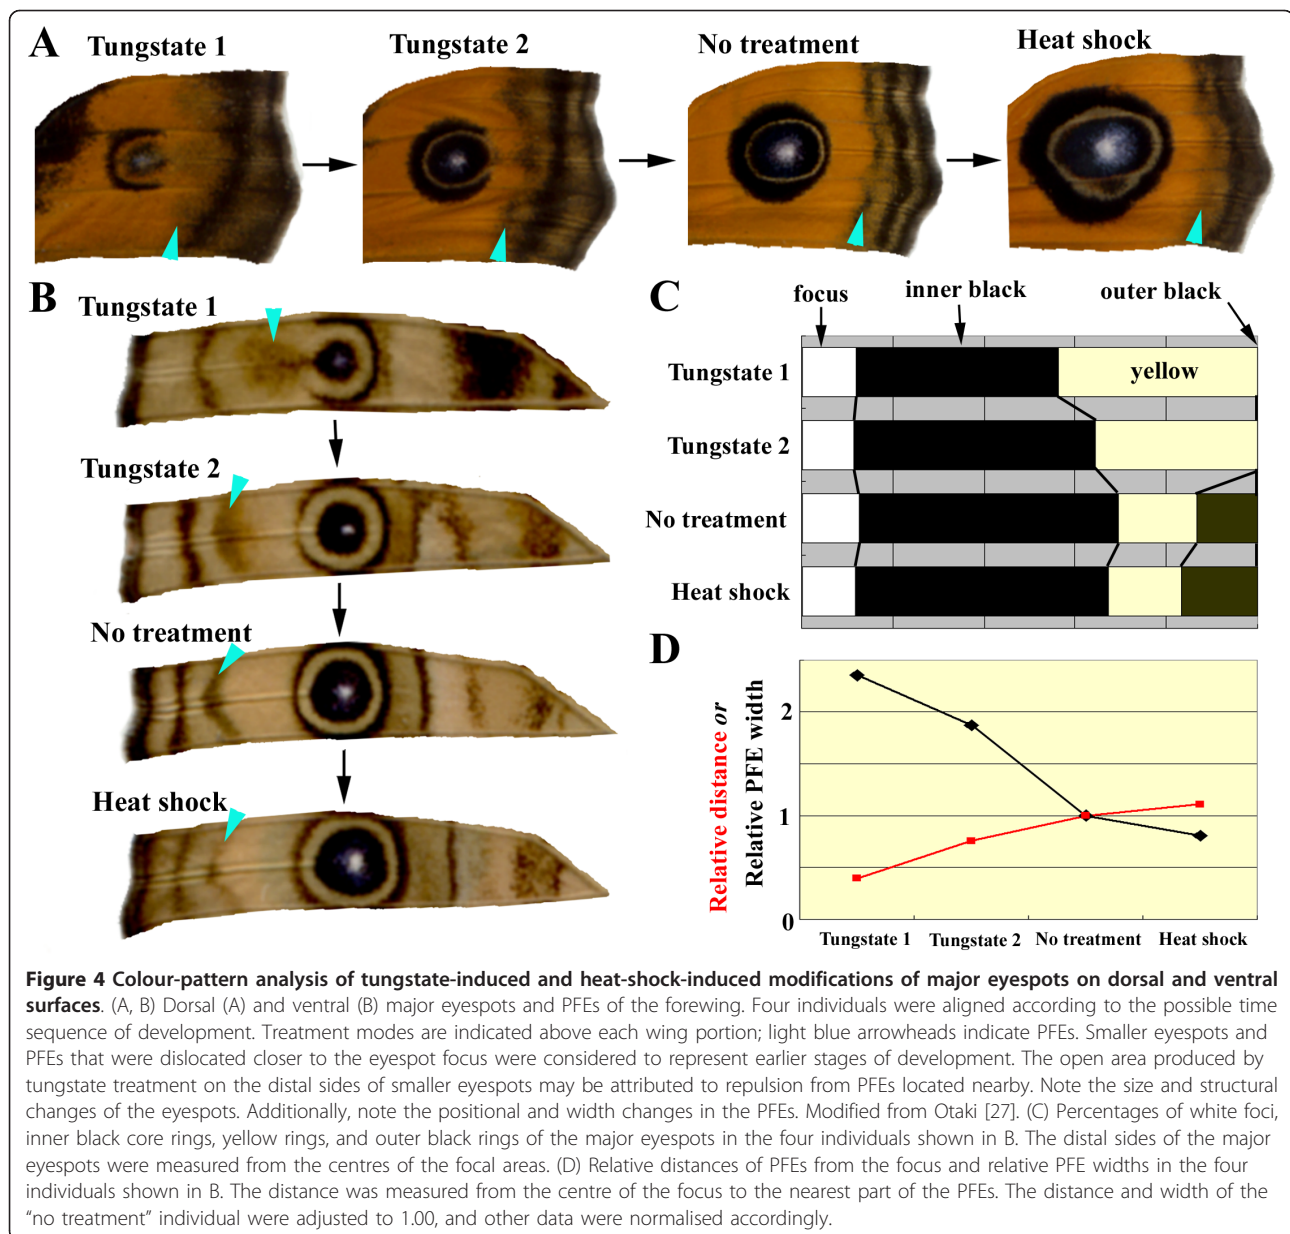 A
Tungstate 1
Tungstate 2
No treatment
Heat shock
B
Tungstate 1
Tungstate 2
No treatment
Heat shock
C
focus
inner black
outer black
Tungstate 1
yellow
Tungstate 2
No treatment
Heat shock
D
Relative distance or
Relative PFE width
2
1
0
Tungstate 1
Tungstate 2
No treatment
Heat shock
Figure 4 Colour-pattern analysis of tungstate-induced and heat-shock-induced modifications of major eyespots on dorsal and ventral
surfaces. (A, B) Dorsal (A) and ventral (B) major eyespots and PFEs of the forewing. Four individuals were aligned according to the possible time
sequence of development. Treatment modes are indicated above each wing portion; light blue arrowheads indicate PFEs. Smaller eyespots and
PFEs that were dislocated closer to the eyespot focus were considered to represent earlier stages of development. The open area produced by
tungstate treatment on the distal sides of smaller eyespots may be attributed to repulsion from PFEs located nearby. Note the size and structural
changes of the eyespots. Additionally, note the positional and width changes in the PFEs. Modified from Otaki [27]. (C) Percentages of white foci,
inner black core rings, yellow rings, and outer black rings of the major eyespots in the four individuals shown in B. The distal sides of the major
eyespots were measured from the centres of the focal areas. (D) Relative distances of PFEs from the focus and relative PFE widths in the four
individuals shown in B. The distance was measured from the centre of the focus to the nearest part of the PFEs. The distance and width of the
“no treatment” individual were adjusted to 1.00, and other data were normalised accordingly.